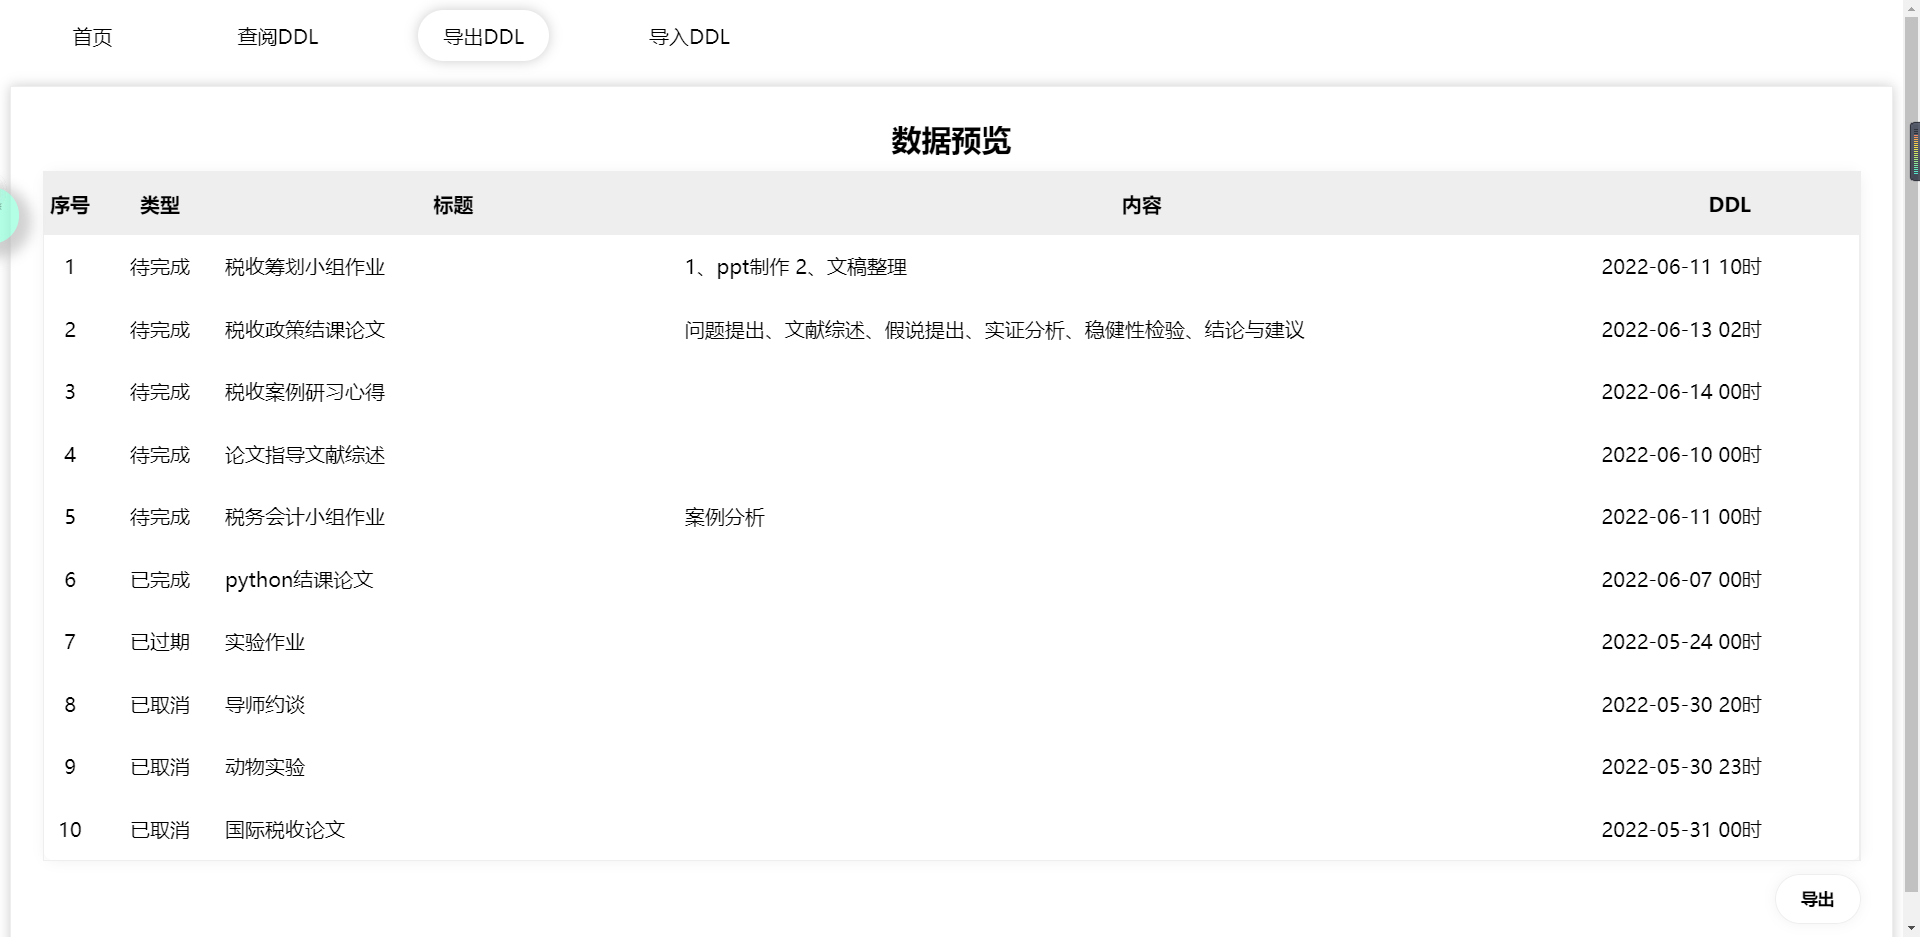 首页 查阅DDL 导出DDL 导入DDL
数据预览
序号 类型 标题 内容 DDL
1 待完成 税收筹划小组作业 1、ppt制作 2、文稿整理 2022-06-11 10时
2 待完成 税收政策结课论文 问题提出、文献综述、假说提出、实证分析、稳健性检验、结论与建议 2022-06-13 02时
3 待完成 税收案例研习心得 2022-06-14 00时
4 待完成 论文指导文献综述 2022-06-10 00时
5 待完成 税务会计小组作业 案例分析 2022-06-11 00时
6 已完成 python结课论文 2022-06-07 00时
7 已过期 实验作业 2022-05-24 00时
8 已取消 导师约谈 2022-05-30 20时
9 已取消 动物实验 2022-05-30 23时
10 已取消 国际税收论文 2022-05-31 00时
导出